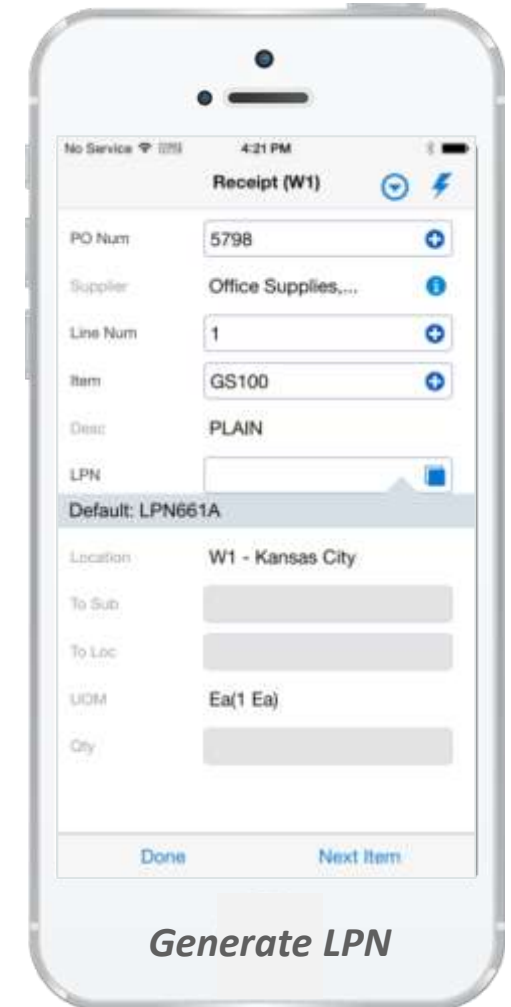 No Service 4:21 PM
Receipt (W1)
PO Num 5798
Supplier Office Supplies,...
Line Num 1
Item GS100
Desc PLAIN
LPN
Default: LPN661A
Location W1 - Kansas City
To Sub
To Loc
UOM Ea(1 Ea)
Qty
Done Next Item
Generate LPN